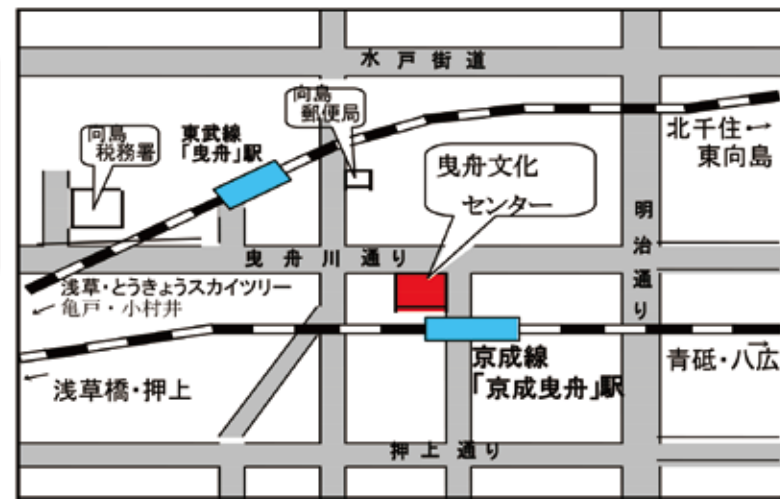 水戸街道
向島
郵便局
向島
税務署
東武線
「曳舟」駅
北千住↔
東向島
曳舟文化
センター
明治通り
曳舟川通り
浅草・とうきょうスカイツリー
←亀戸・小村井
京成線
「京成曳舟」駅
→
青砥・八広
←浅草橋・押上
押上通り